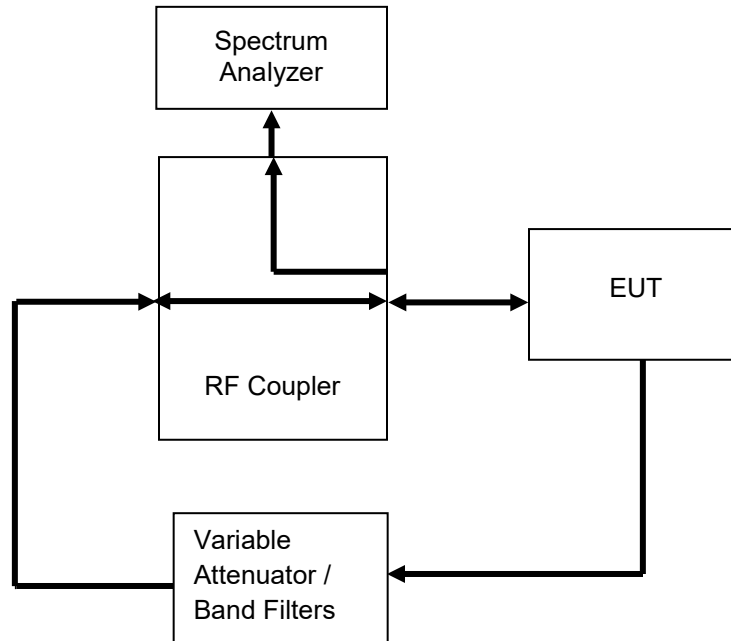 Spectrum
Analyzer
EUT
RF Coupler
Variable
Attenuator /
Band Filters